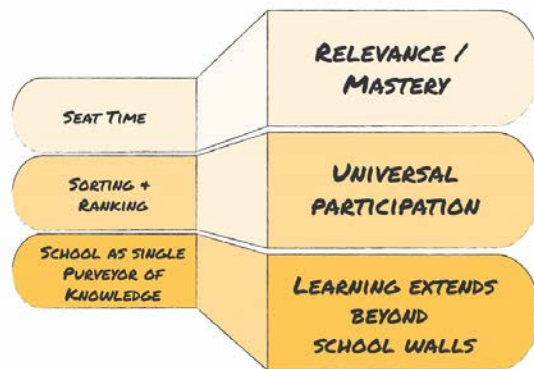 SEAT TIME
RELEVANCE /
MASTERY
SORTING +
RANKING
UNIVERSAL
PARTICIPATION
SCHOOL AS SINGLE
PURVEYOR OF
KNOWLEDGE
LEARNING EXTENDS
BEYOND
SCHOOL WALLS